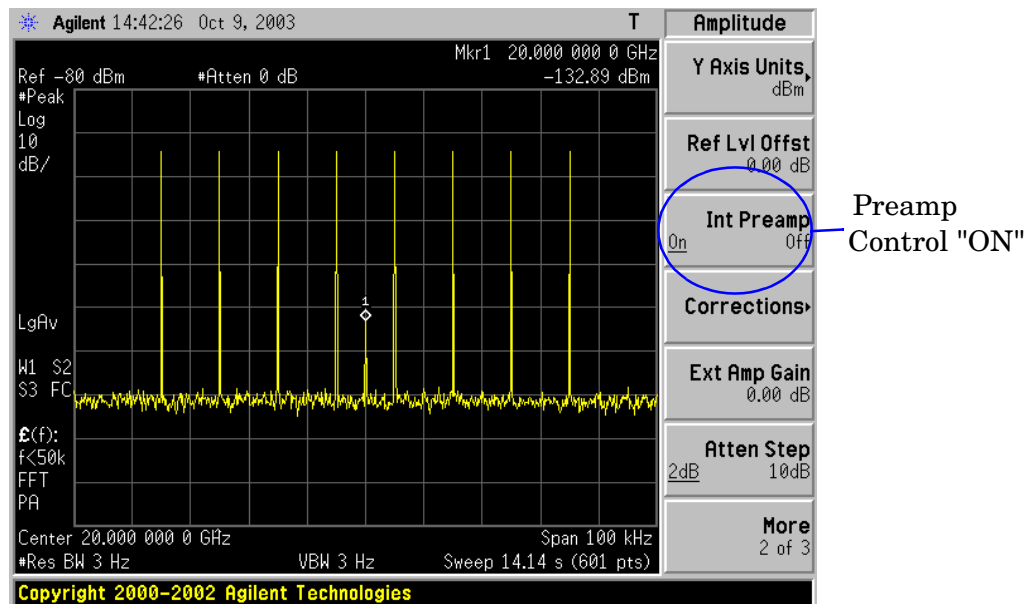 Agilent 14:42:26 Oct 9, 2003 T
Mkr1 20.000 000 0 GHz
Ref -80 dBm #Atten 0 dB -132.89 dBm
#Peak
Log
10
dB/
1
LgAv
W1 S2
S3 FC
£(f):
f<50k
FFT
PA
Center 20.000 000 0 GHz Span 100 kHz
#Res BW 3 Hz VBW 3 Hz Sweep 14.14 s (601 pts)
Copyright 2000-2002 Agilent Technologies
Amplitude
Y Axis Units
dBm
Ref Lvl Offst
0.00 dB
Int Preamp
On Off
Corrections
Ext Amp Gain
0.00 dB
Atten Step
2dB 10dB
More
2 of 3
Preamp
Control "ON"